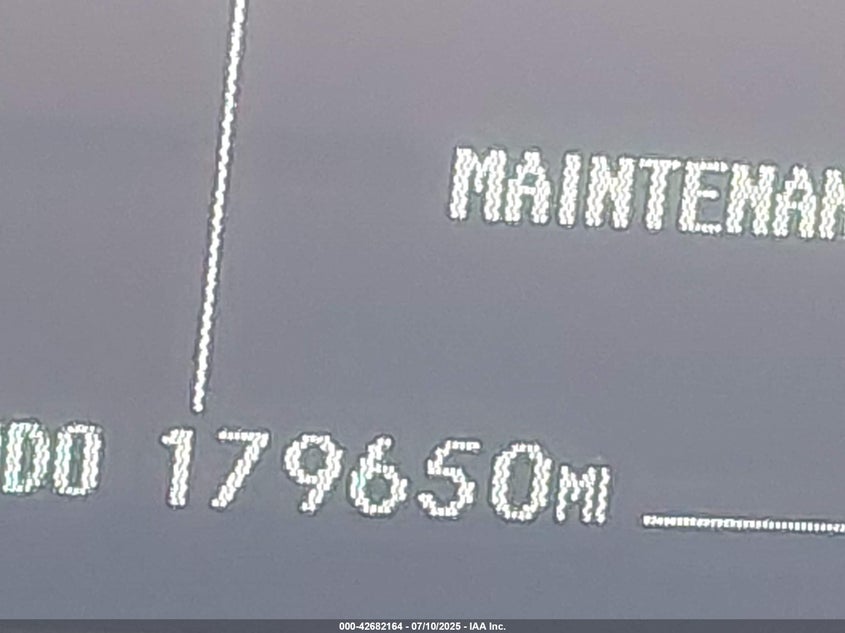 MAINTENAN
ODO 179650MI
000-42682164 - 07/10/2025 - IAA Inc.